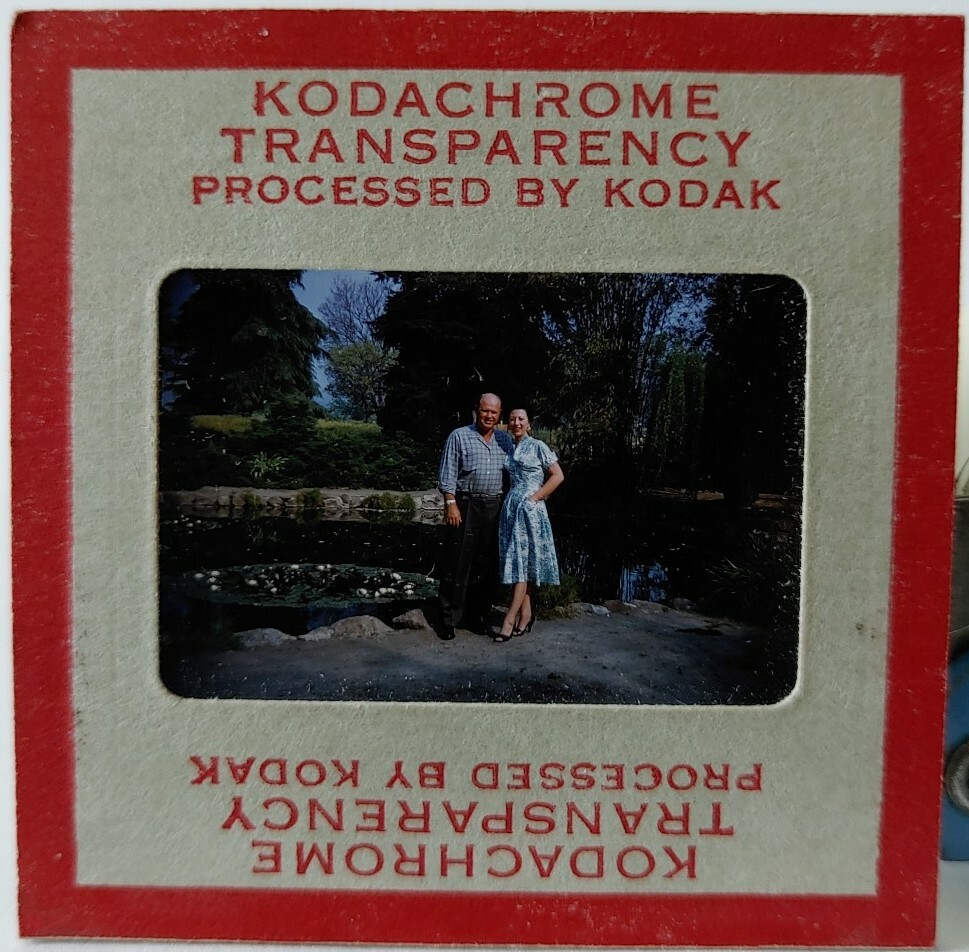 KODACHROME
TRANSPARENCY
PROCESSED BY KODAK
KODACHROME
TRANSPARENCY
PROCESSED BY KODAK